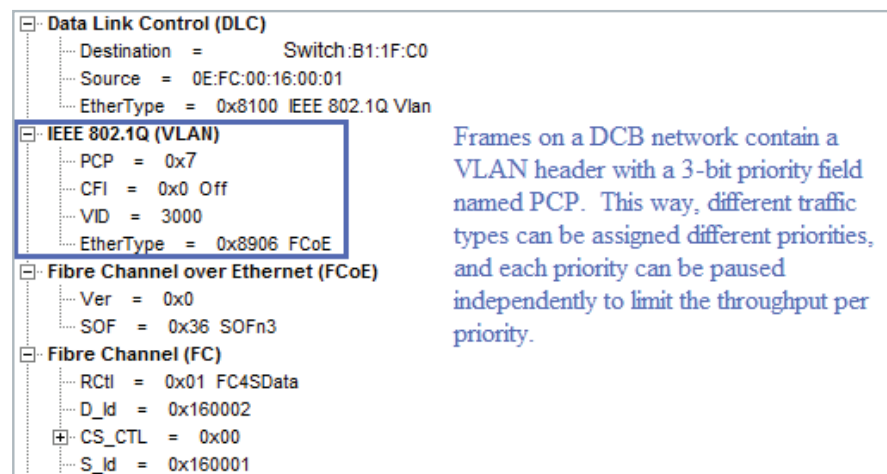 Data Link Control (DLC)
Destination = Switch:B1:1F:C0
Source = 0E:FC:00:16:00:01
EtherType = 0x8100 IEEE 802.1Q Vlan
IEEE 802.1Q (VLAN)
PCP = 0x7
CFI = 0x0 Off
VID = 3000
EtherType = 0x8906 FCoE
Fibre Channel over Ethernet (FCoE)
Ver = 0x0
SOF = 0x36 SOFn3
Fibre Channel (FC)
RCtl = 0x01 FC4SData
D_Id = 0x160002
CS_CTL = 0x00
S_Id = 0x160001
Frames on a DCB network contain a
VLAN header with a 3-bit priority field
named PCP. This way, different traffic
types can be assigned different priorities,
and each priority can be paused
independently to limit the throughput per
priority.